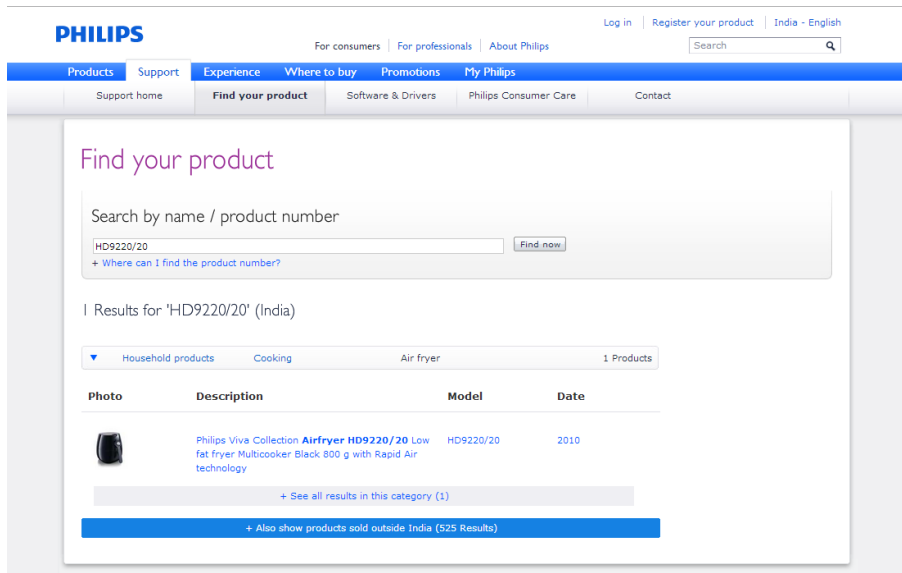 Log in Register your product India - English
PHILIPS
For consumers For professionals About Philips Search
Products Support Experience Where to buy Promotions My Philips
Support home Find your product Software & Drivers Philips Consumer Care Contact
Find your product
Search by name / product number
HD9220/20 Find now
+ Where can I find the product number?
1 Results for 'HD9220/20' (India)
Household products Cooking Air fryer 1 Products
Photo Description Model Date
Philips Viva Collection Airfryer HD9220/20 Low HD9220/20 2010
fat fryer Multicooker Black 800 g with Rapid Air
technology
+ See all results in this category (1)
+ Also show products sold outside India (525 Results)